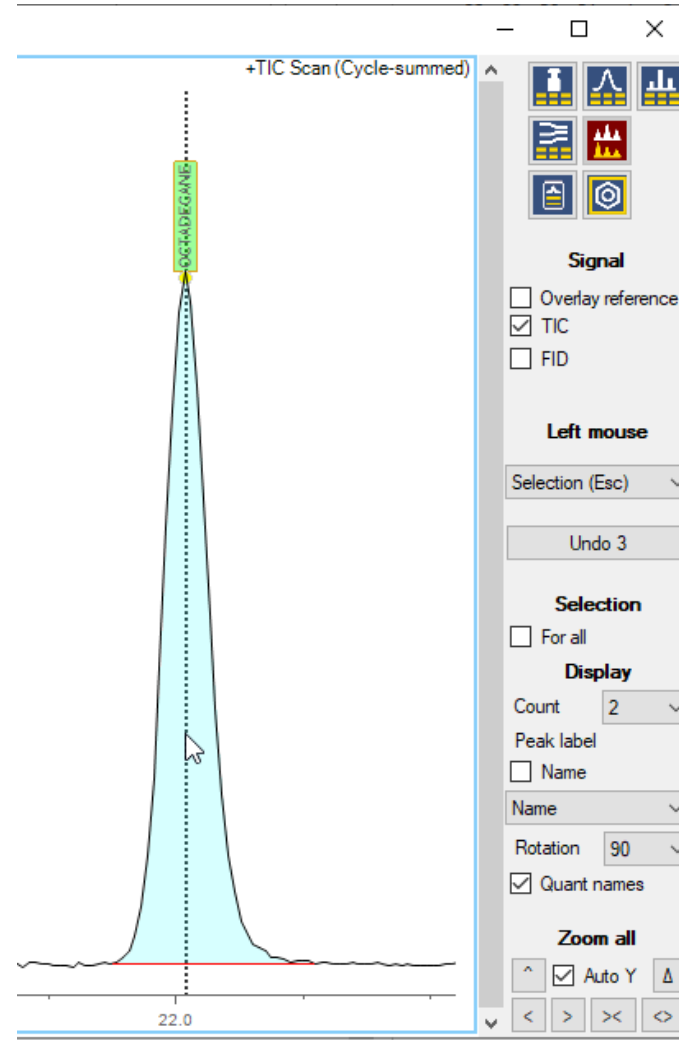 +TIC Scan (Cycle-summed)
OCTADECANE
22.0
Signal
Overlay reference
TIC
FID
Left mouse
Selection (Esc)
Undo 3
Selection
For all
Display
Count 2
Peak label
Name
Name
Rotation 90
Quant names
Zoom all
^ Auto Y Δ
< > >< <>